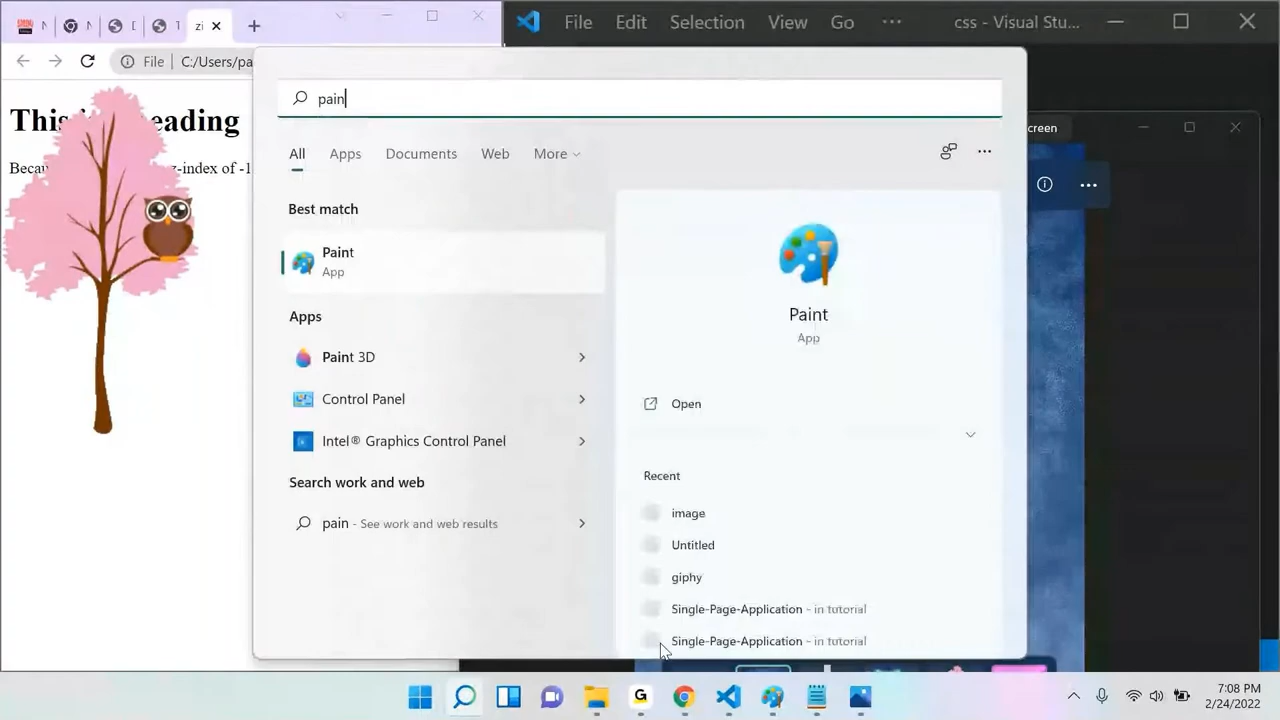 zi
File Edit Selection View Go ··· css - Visual Stu...
File C:/Users/pa
pain
creen
This eading
Becau z-index of -1
All Apps Documents Web More
Best match
Paint
App
Apps
Paint 3D
Control Panel
Intel® Graphics Control Panel
Search work and web
pain - See work and web results
Paint
App
Open
Recent
image
Untitled
giphy
Single-Page-Application - in tutorial
Single-Page-Application - in tutorial
G
7:08 PM
2/24/2022